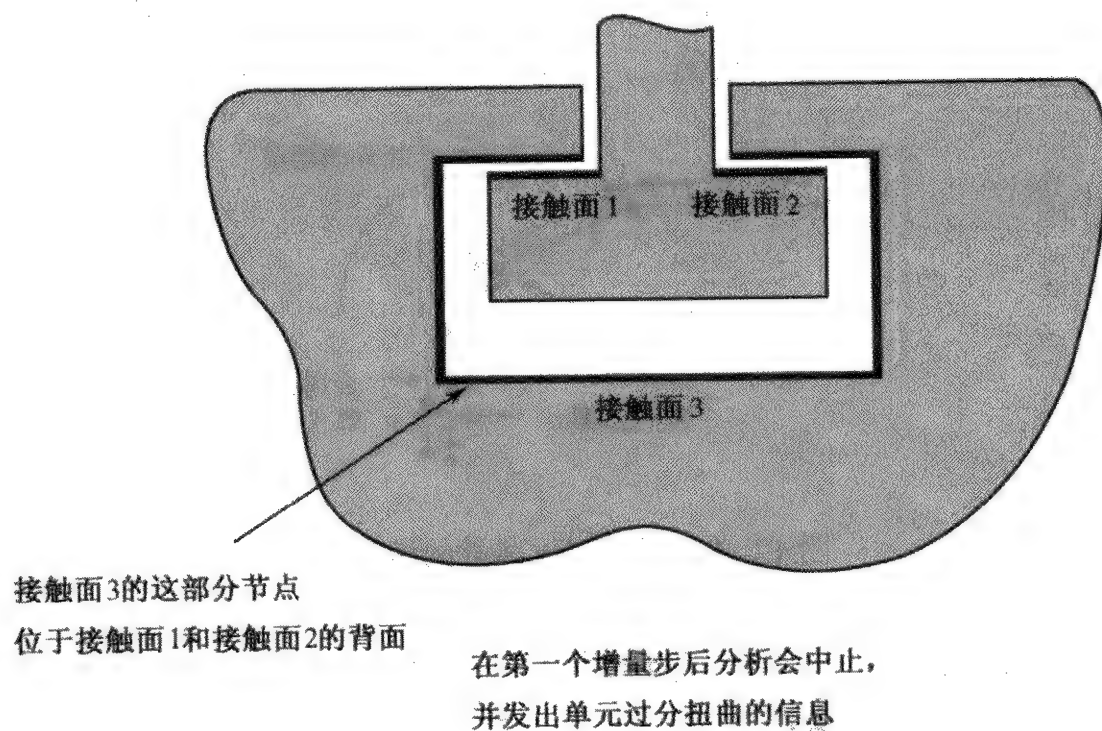 接触面1
接触面2
接触面3
接触面3的这部分节点
位于接触面1和接触面2的背面
在第一个增量步后分析会中止，
并发出单元过分扭曲的信息